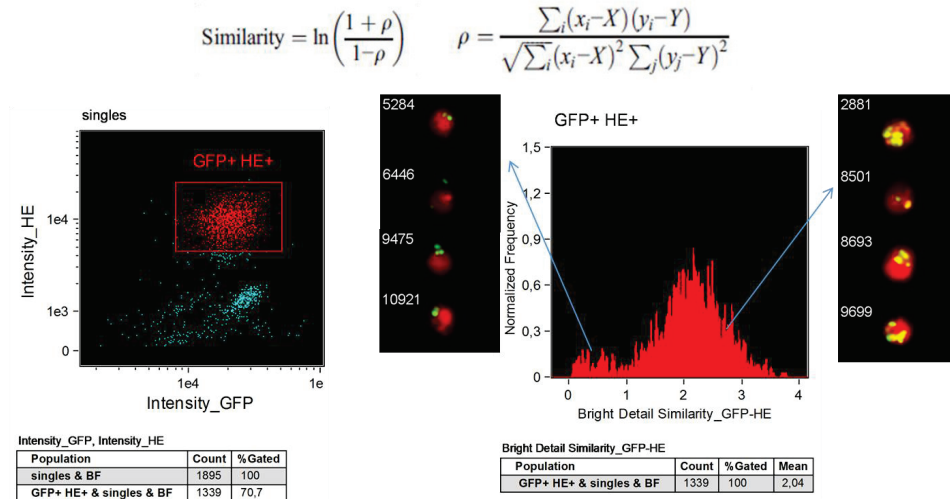 Similarity = ln((1 + ρ)/(1−ρ))   ρ = ∑i(xi−X)(yi−Y)/√∑i(xi−X)² ∑j(yj−Y)²
singles
GFP+ HE+
Intensity_HE
1e4
1e3
0
1e4
1e
Intensity_GFP
5284
6446
9475
10921
GFP+ HE+
Normalized Frequency
1,5
1,2
0,9
0,6
0,3
0
0 1 2 3 4
Bright Detail Similarity_GFP-HE
2881
8501
8693
9699
Intensity_GFP, Intensity_HE
Population Count %Gated
singles & BF 1895 100
GFP+ HE+ & singles & BF 1339 70,7
Bright Detail Similarity_GFP-HE
Population Count %Gated Mean
GFP+ HE+ & singles & BF 1339 100 2,04